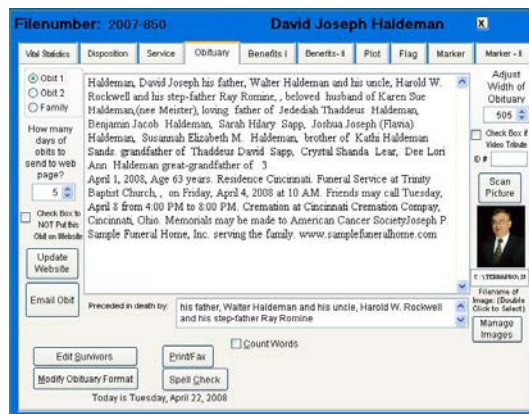 Filenumber: 2007-850 David Joseph Haldeman X
Vital Statistics Disposition Service Obituary Benefits I Benefits- II Plot Flag Marker Marker - II
Obit 1
Obit 2
Family
How many
days of
obits to
send to web
page?
5
Check Box to
NOT Put this
Obit on Website
Update
Website
Email Obit
Haldeman, David Joseph his father, Walter Haldeman and his uncle, Harold W.
Rockwell and his step-father Ray Romine, , beloved husband of Karen Sue
Haldeman,(nee Meister), loving father of Jedediah Thaddeus Haldeman,
Benjamin Jacob Haldeman, Sarah Hilary Sapp, Joshua Joseph (Flavia)
Haldeman, Susannah Elizabeth M. Haldeman, brother of Kathi Haldeman
Sands. grandfather of Thaddeus David Sapp, Crystal Shanda Lear, Dee Lori
Ann Haldeman great-grandfather of 3
April 1, 2008, Age 63 years. Residence Cincinnati. Funeral Service at Trinity
Baptist Church, , on Friday, April 4, 2008 at 10 AM. Friends may call Tuesday,
April 8 from 4:00 PM to 8:00 PM. Cremation at Cincinnati Cremation Compay,
Cincinnati, Ohio. Memorials may be made to American Cancer SocietyJoseph P.
Sample Funeral Home, Inc. serving the family. www.samplefuneralhome.com
Preceded in death by:
his father, Walter Haldeman and his uncle, Harold W. Rockwell
and his step-father Ray Romine
Adjust
Width of
Obituary
505
Check Box if
Video Tribute
ID #
Scan
Picture
Filename of
Image: (Double
Click to Select)
Manage
Images
Count Words
Edit Survivors
Print/Fax
Modify Obituary Format
Spell Check
Today is Tuesday, April 22, 2008